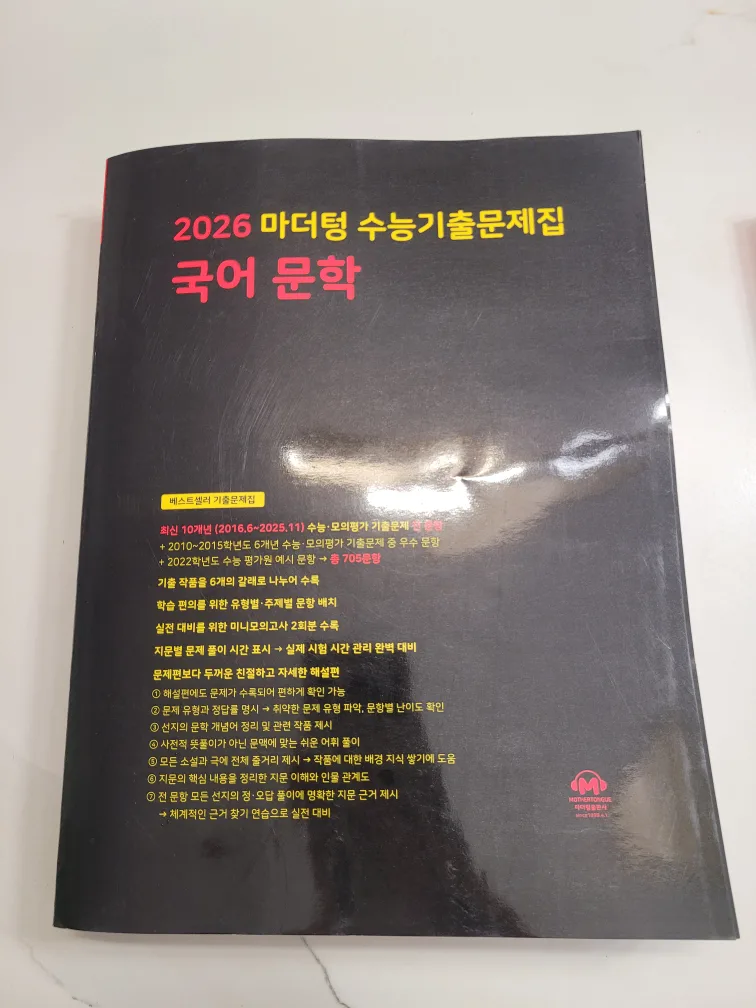 2026 마더텅 수능기출문제집
국어 문학
베스트셀러 기출문제집
최신 10개년 (2016.6~2025.11) 수능·모의평가 기출문제 전 문항
+ 2010~2015학년도 6개년 수능·모의평가 기출문제 중 우수 문항
+ 2022학년도 수능 평가원 예시 문항 → 총 705문항
기출 작품을 6개의 갈래로 나누어 수록
학습 편의를 위한 유형별·주제별 문항 배치
실전 대비를 위한 미니모의고사 2회분 수록
지문별 문제 풀이 시간 표시 → 실제 시험 시간 관리 완벽 대비
문제편보다 두꺼운 친절하고 자세한 해설편
① 해설편에도 문제가 수록되어 편하게 확인 가능
② 문제 유형과 정답률 명시 → 취약한 문제 유형 파악, 문항별 난이도 확인
③ 선지의 문학 개념어 정리 및 관련 작품 제시
④ 사전적 뜻풀이가 아닌 문맥에 맞는 쉬운 어휘 풀이
⑤ 모든 소설과 극에 전체 줄거리 제시 → 작품에 대한 배경 지식 쌓기에 도움
⑥ 지문의 핵심 내용을 정리한 지문 이해와 인물 관계도
⑦ 전 문항 모든 선지의 정·오답 풀이에 명확한 지문 근거 제시
→ 체계적인 근거 찾기 연습으로 실전 대비
MOTHERTONGUE
마더텅출판사